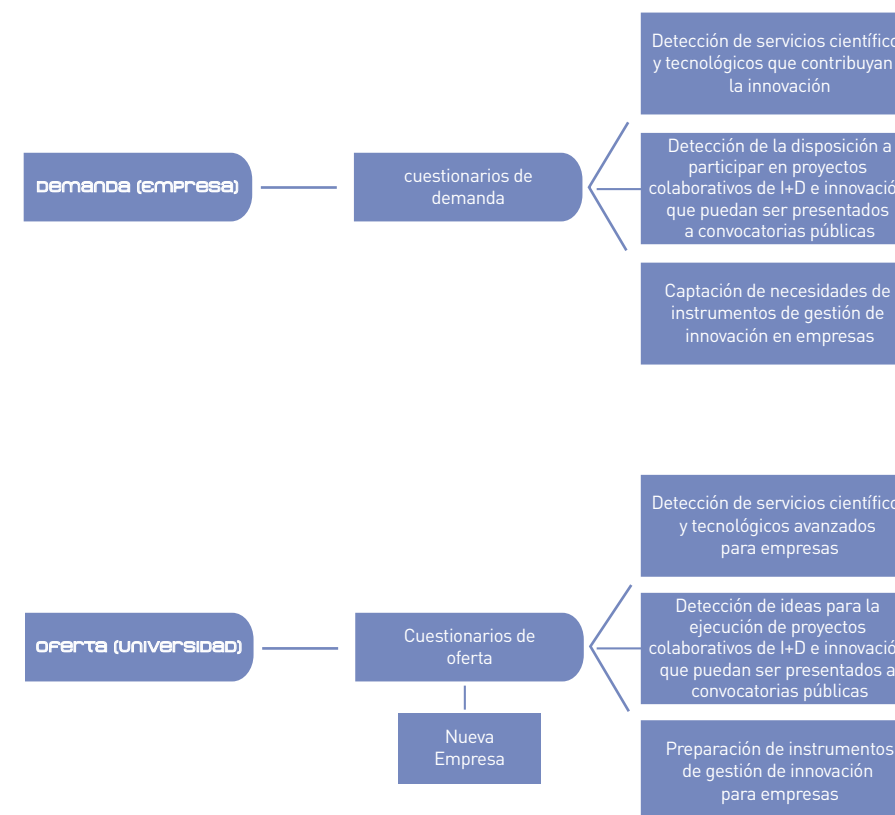 Demanda (Empresa)
cuestionarios de
demanda
Detección de servicios científico
y tecnológicos que contribuyan
la innovación
Detección de la disposición a
participar en proyectos
colaborativos de I+D e innovació
que puedan ser presentados
a convocatorias públicas
Captación de necesidades de
instrumentos de gestión de
innovación en empresas
Oferta (Universidad)
Cuestionarios de
oferta
Nueva
Empresa
Detección de servicios científico
y tecnológicos avanzados
para empresas
Detección de ideas para la
ejecución de proyectos
colaborativos de I+D e innovació
que puedan ser presentados a
convocatorias públicas
Preparación de instrumentos
de gestión de innovación
para empresas